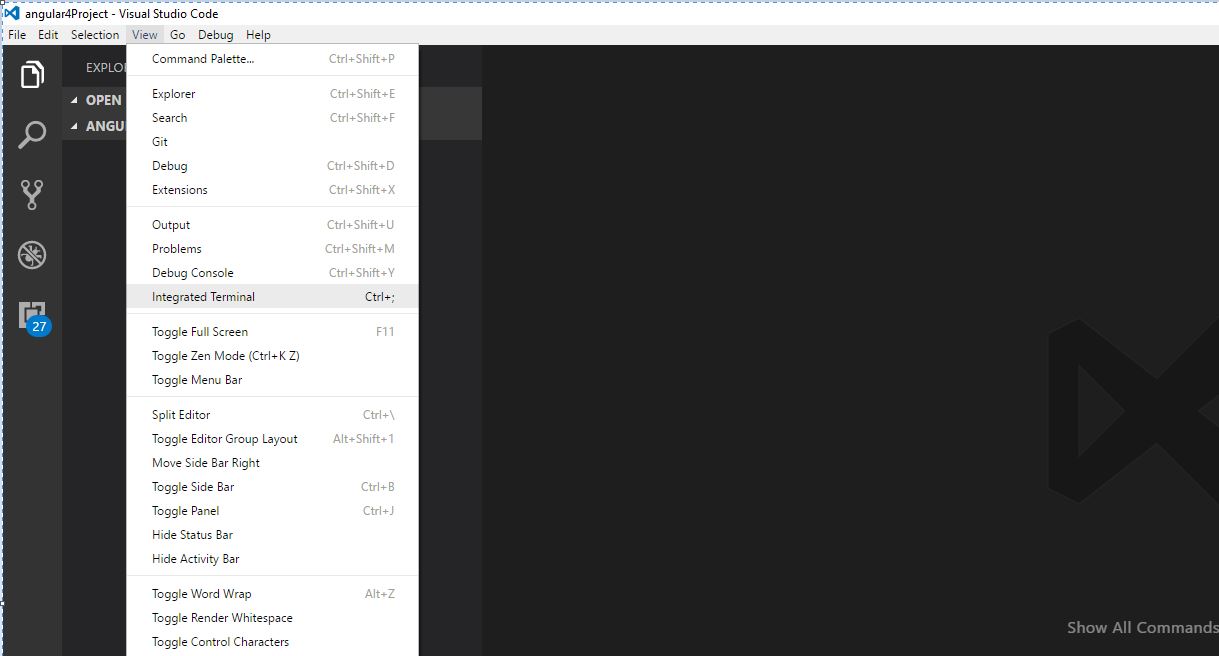 angular4Project - Visual Studio Code
File Edit Selection View Go Debug Help
EXPLO
OPEN
ANGU
Command Palette... Ctrl+Shift+P
Explorer Ctrl+Shift+E
Search Ctrl+Shift+F
Git
Debug Ctrl+Shift+D
Extensions Ctrl+Shift+X
Output Ctrl+Shift+U
Problems Ctrl+Shift+M
Debug Console Ctrl+Shift+Y
Integrated Terminal Ctrl+;
Toggle Full Screen F11
Toggle Zen Mode (Ctrl+K Z)
Toggle Menu Bar
Split Editor Ctrl+\
Toggle Editor Group Layout Alt+Shift+1
Move Side Bar Right
Toggle Side Bar Ctrl+B
Toggle Panel Ctrl+J
Hide Status Bar
Hide Activity Bar
Toggle Word Wrap Alt+Z
Toggle Render Whitespace
Toggle Control Characters
27
Show All Commands